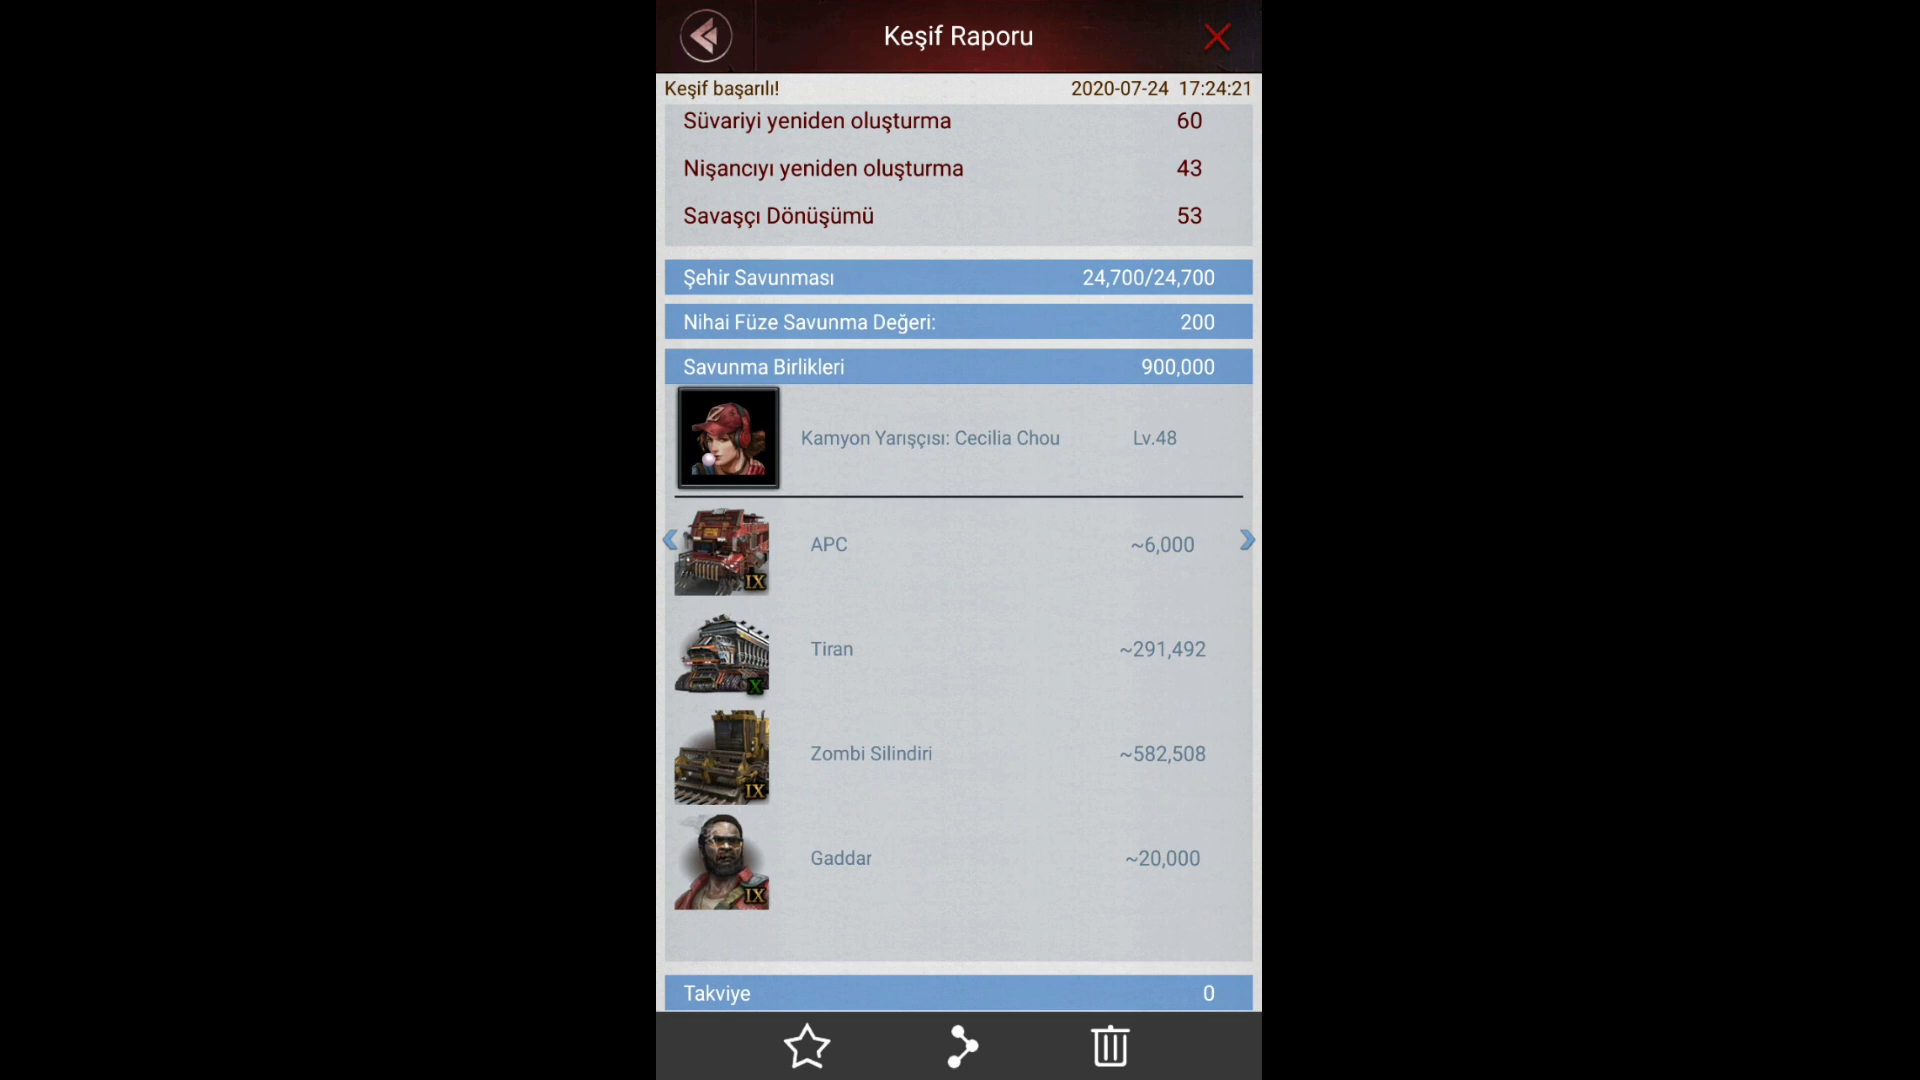 Keşif Raporu
Keşif başarılı! 2020-07-24 17:24:21
Süvariyi yeniden oluşturma 60
Nişancıyı yeniden oluşturma 43
Savaşçı Dönüşümü 53
Şehir Savunması 24,700/24,700
Nihai Füze Savunma Değeri: 200
Savunma Birlikleri 900,000
Kamyon Yarışçısı: Cecilia Chou Lv.48
APC ~6,000
IX
Tiran ~291,492
X
Zombi Silindiri ~582,508
IX
Gaddar ~20,000
IX
Takviye 0